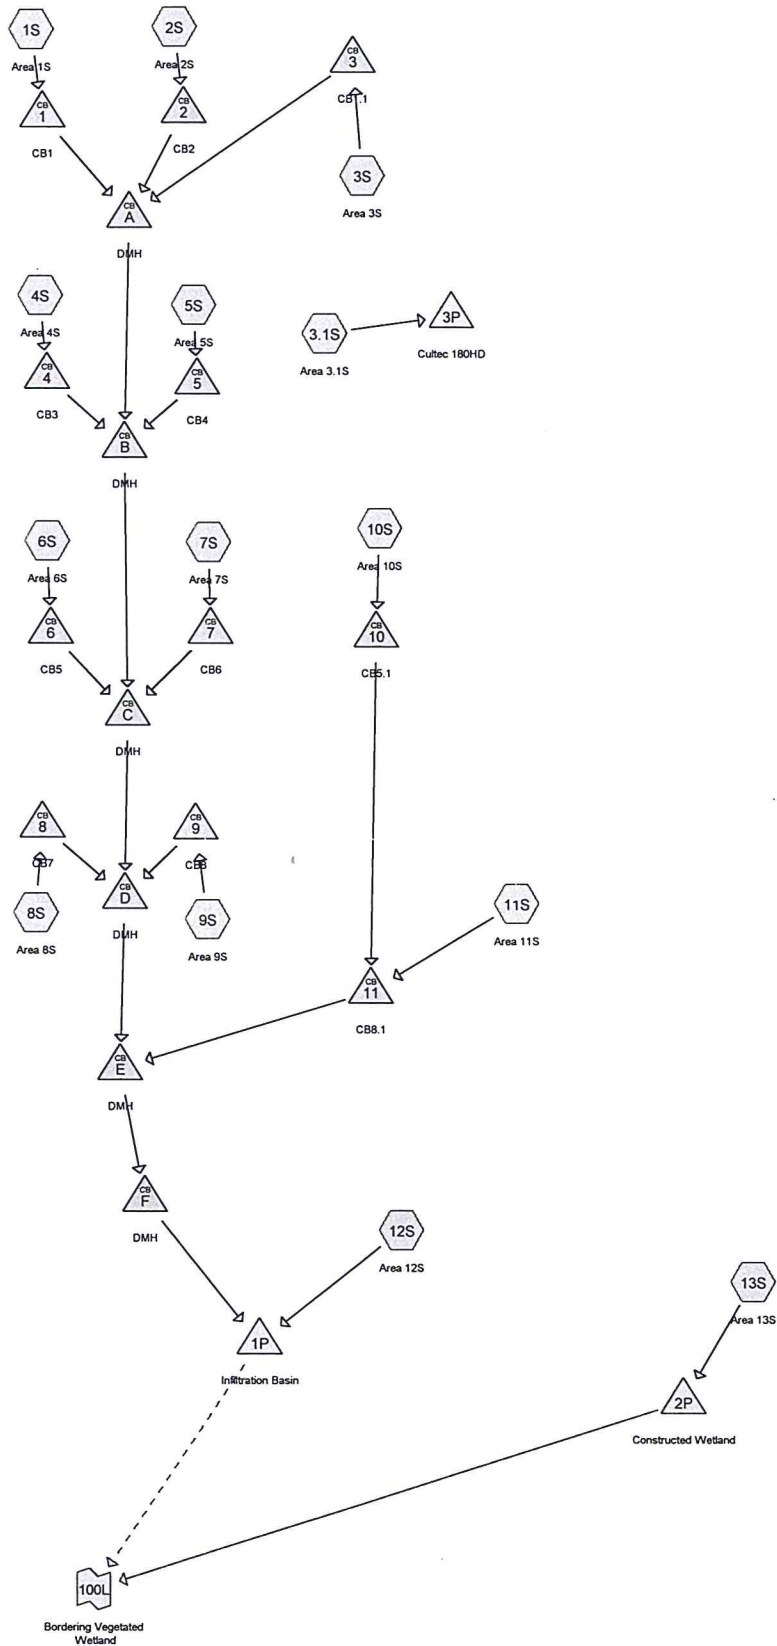 1S
2S
Area 1S
Area 2S
CB
3
CB
1
CB
2
CB1
CB2
3S
Area 3S
CB
A
DMH
4S
5S
Area 4S
Area 5S
3.1S
3P
Area 3.1S
Cultec 180HD
CB
4
CB
5
CB3
CB4
CB
B
DMH
6S
7S
10S
Area 6S
Area 7S
Area 10S
CB
6
CB
7
CB
10
CB5
CB6
CB5.1
CB
C
DMH
CB
8
CB
9
CB7
CB8
CB
D
8S
9S
11S
DMH
Area 8S
Area 9S
Area 11S
CB
11
CB8.1
CB
E
DMH
CB
F
DMH
12S
Area 12S
13S
Area 13S
1P
Infiltration Basin
2P
Constructed Wetland
100L
Bordering Vegetated
Wetland